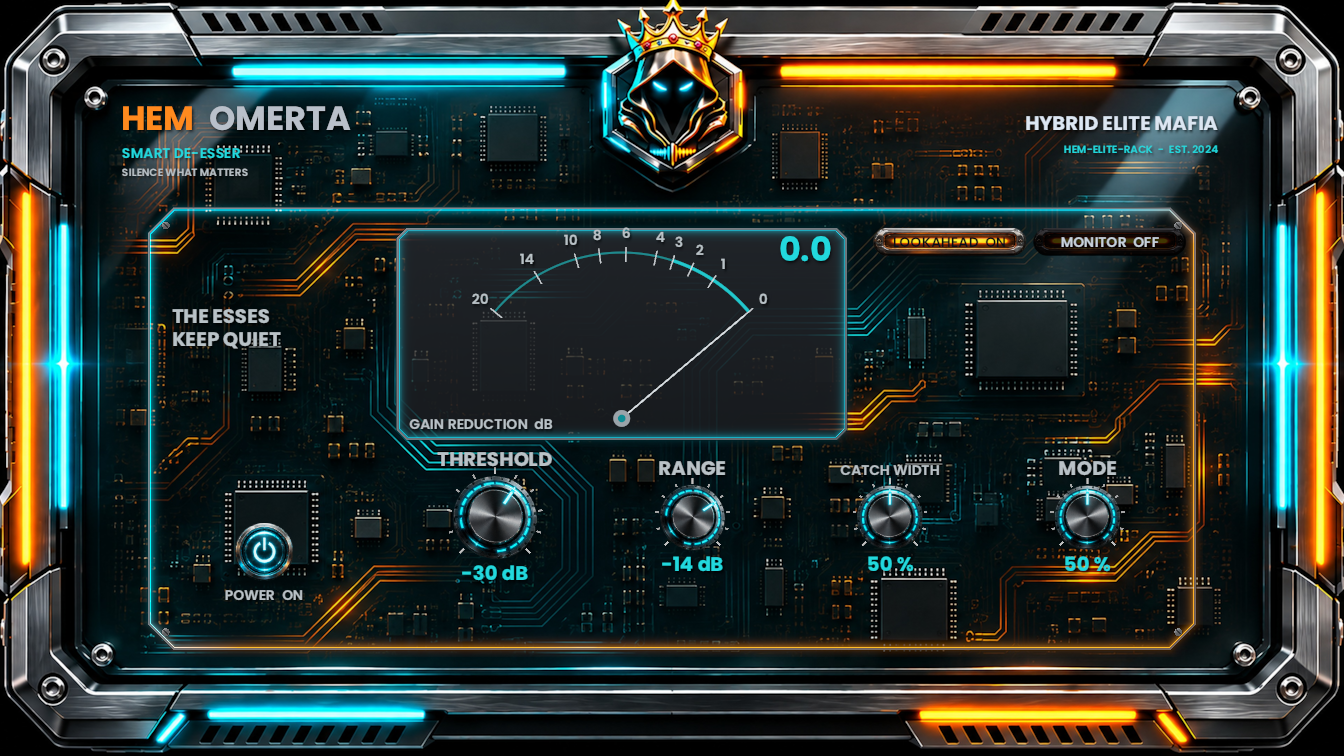 HEM OMERTA
SMART DE-ESSER
SILENCE WHAT MATTERS
HYBRID ELITE MAFIA
HEM-ELITE-RACK - EST. 2024
LOOKAHEAD ON
MONITOR OFF
20 14 10 8 6 4 3 2 1 0
0.0
THE ESSES
KEEP QUIET
GAIN REDUCTION dB
THRESHOLD
RANGE
CATCH WIDTH
MODE
-30 dB
-14 dB
50 %
50 %
POWER ON